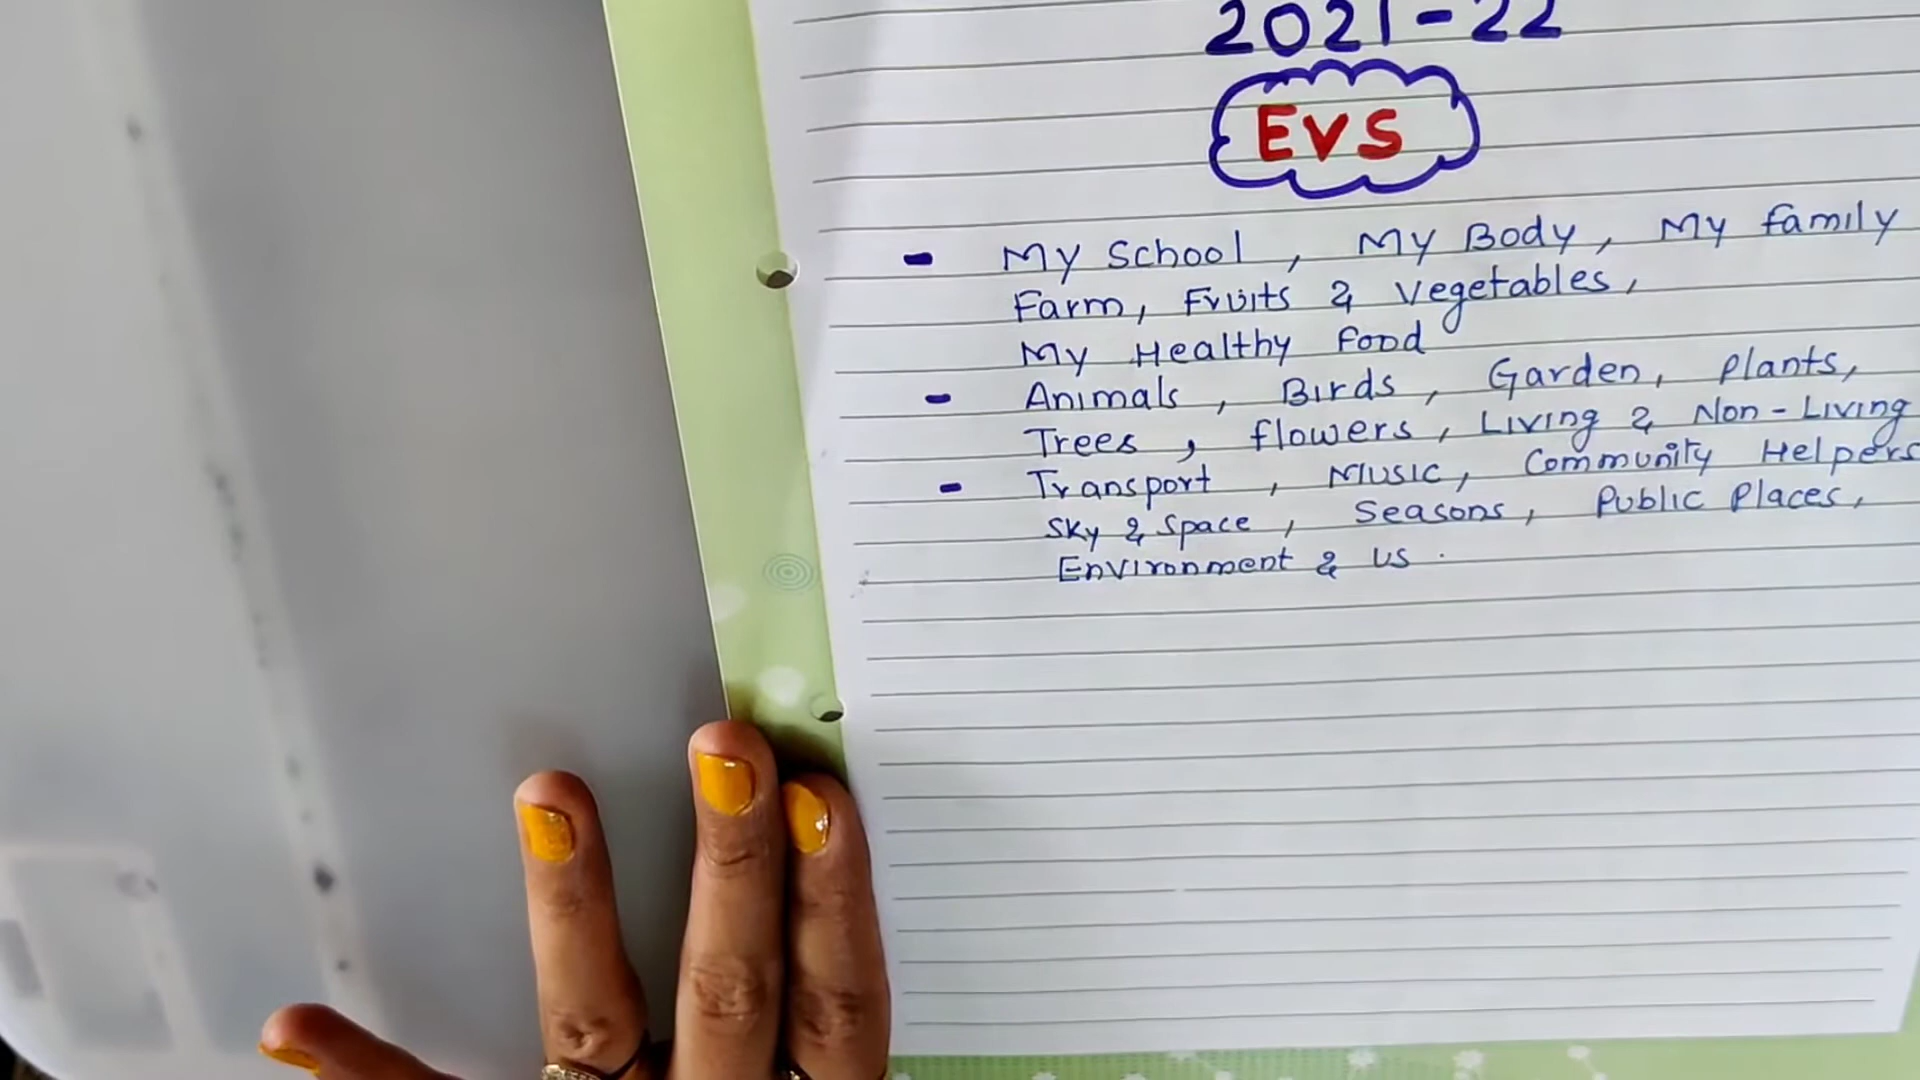 2021-22
EVS
- My School, My Body, My family
Farm, Fruits & Vegetables,
My Healthy Food
- Animals, Birds, Garden, Plants,
Trees, flowers, Living & Non-Living
- Transport, Music, Community Helpers
Sky & Space, Seasons, Public Places,
Environment & us.